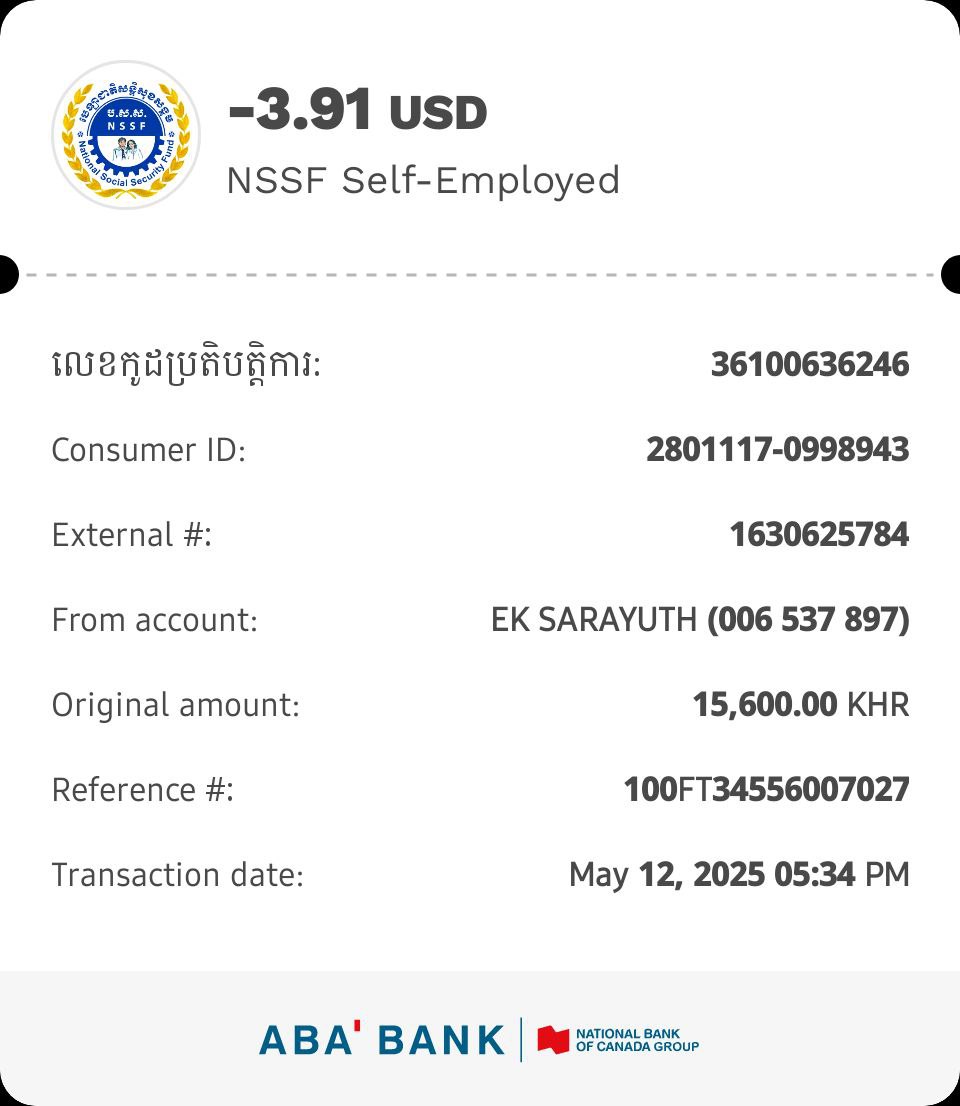 បេឡាជាតិសន្តិសុខសង្គម
ប.ស.ស.
NSSF
National Social Security Fund
-3.91 USD
NSSF Self-Employed
លេខកូដប្រតិបត្តិការ: 36100636246
Consumer ID: 2801117-0998943
External #: 1630625784
From account: EK SARAYUTH (006 537 897)
Original amount: 15,600.00 KHR
Reference #: 100FT34556007027
Transaction date: May 12, 2025 05:34 PM
ABA' BANK
NATIONAL BANK
OF CANADA GROUP